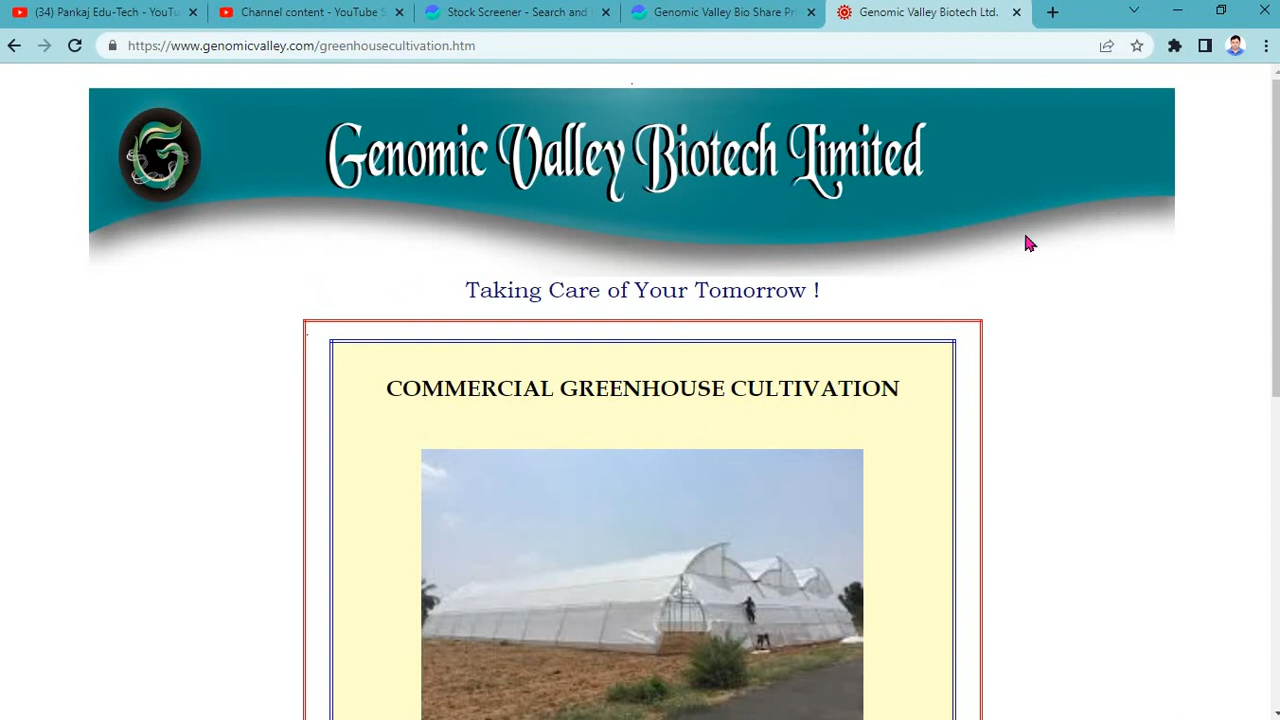 (34) Pankaj Edu-Tech - YouTu
Channel content - YouTube S
Stock Screener - Search and
Genomic Valley Bio Share Pr
Genomic Valley Biotech Ltd.
https://www.genomicvalley.com/greenhousecultivation.htm
Genomic Valley Biotech Limited
Taking Care of Your Tomorrow !
COMMERCIAL GREENHOUSE CULTIVATION